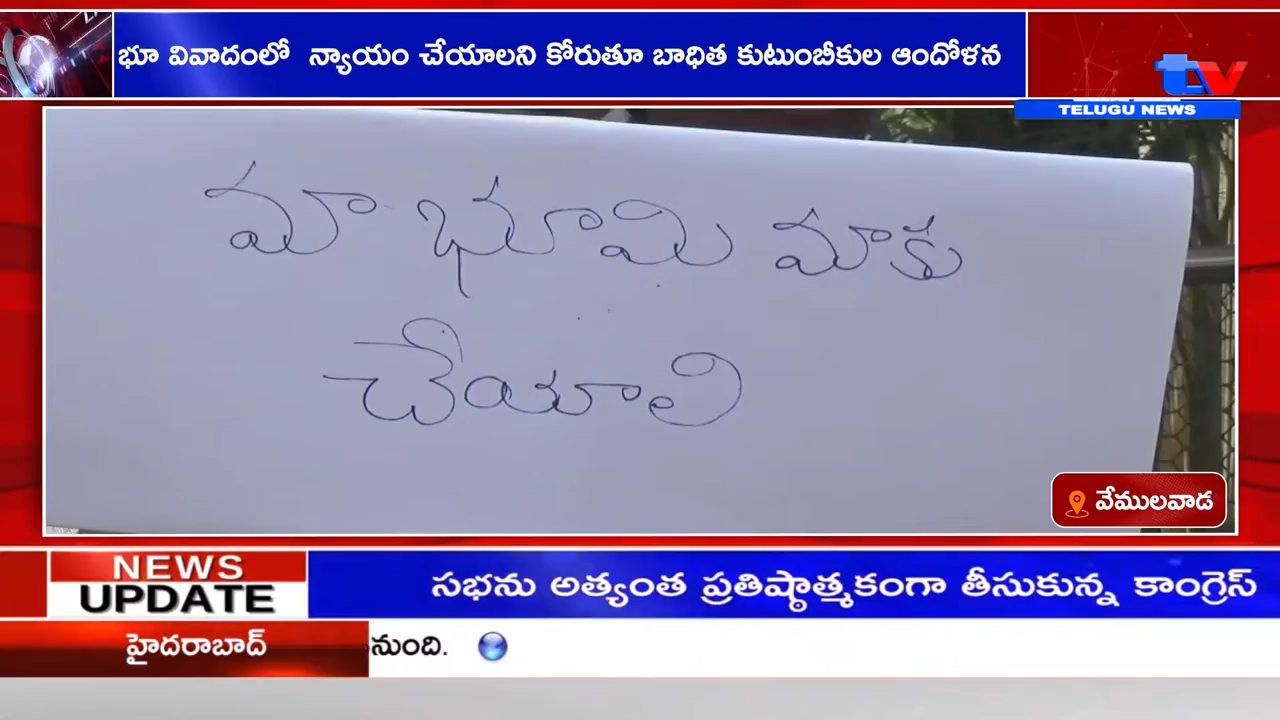 భూ వివాదంలో న్యాయం చేయాలని కోరుతూ బాధిత కుటుంబీకుల ఆందోళన
tv
TELUGU NEWS
మా భూమి మాకు
చేయాలి
వేములవాడ
NEWS
UPDATE
సభను అత్యంత ప్రతిష్ఠాత్మకంగా తీసుకున్న కాంగ్రెస్
హైదరాబాద్
నుంది.